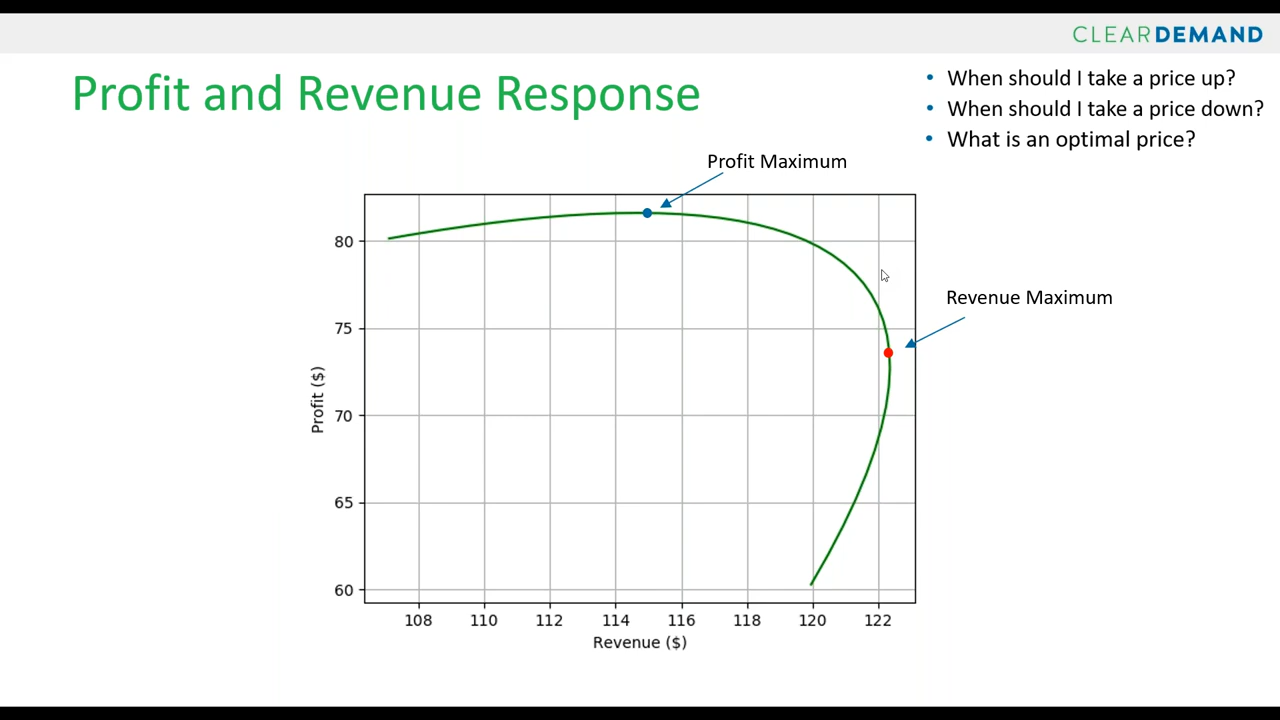 CLEARDEMAND
Profit and Revenue Response
• When should I take a price up?
• When should I take a price down?
• What is an optimal price?
Profit Maximum
Revenue Maximum
80
75
70
65
60
Profit ($)
108 110 112 114 116 118 120 122
Revenue ($)